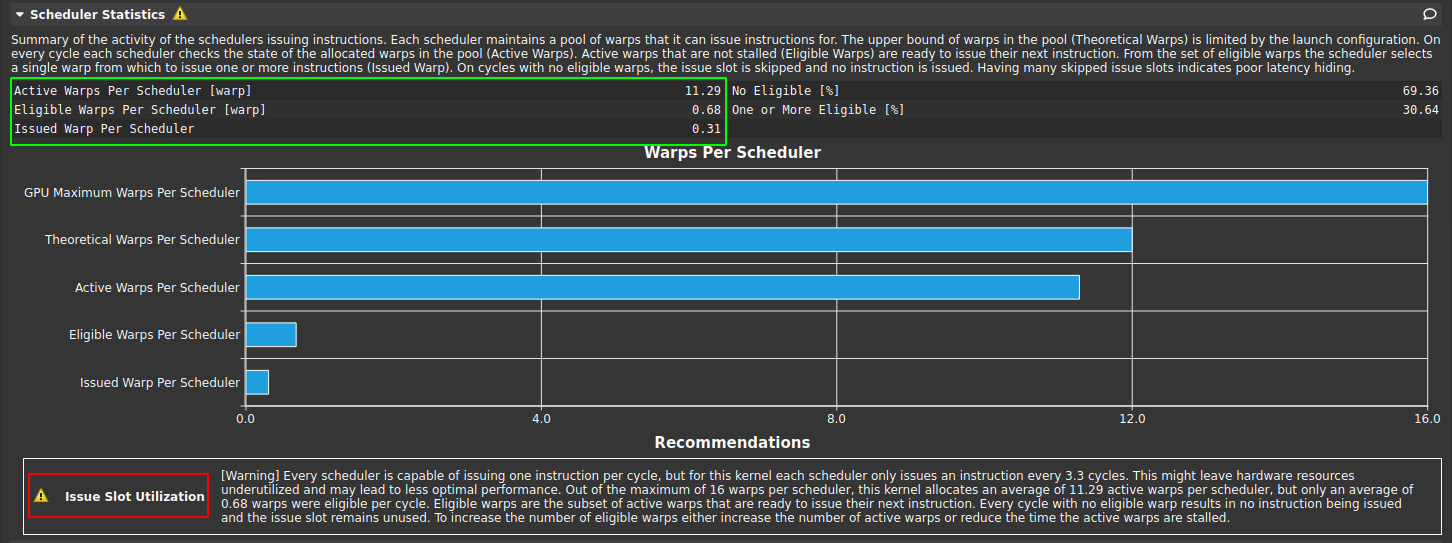 Scheduler Statistics
Summary of the activity of the schedulers issuing instructions. Each scheduler maintains a pool of warps that it can issue instructions for. The upper bound of warps in the pool (Theoretical Warps) is limited by the launch configuration. On
every cycle each scheduler checks the state of the allocated warps in the pool (Active Warps). Active warps that are not stalled (Eligible Warps) are ready to issue their next instruction. From the set of eligible warps the scheduler selects
a single warp from which to issue one or more instructions (Issued Warp). On cycles with no eligible warps, the issue slot is skipped and no instruction is issued. Having many skipped issue slots indicates poor latency hiding.
Active Warps Per Scheduler [warp] 11.29 No Eligible [%] 69.36
Eligible Warps Per Scheduler [warp] 0.68 One or More Eligible [%] 30.64
Issued Warp Per Scheduler 0.31
Warps Per Scheduler
GPU Maximum Warps Per Scheduler
Theoretical Warps Per Scheduler
Active Warps Per Scheduler
Eligible Warps Per Scheduler
Issued Warp Per Scheduler
0.0 4.0 8.0 12.0 16.0
Recommendations
Issue Slot Utilization
[Warning] Every scheduler is capable of issuing one instruction per cycle, but for this kernel each scheduler only issues an instruction every 3.3 cycles. This might leave hardware resources
underutilized and may lead to less optimal performance. Out of the maximum of 16 warps per scheduler, this kernel allocates an average of 11.29 active warps per scheduler, but only an average of
0.68 warps were eligible per cycle. Eligible warps are the subset of active warps that are ready to issue their next instruction. Every cycle with no eligible warp results in no instruction being issued
and the issue slot remains unused. To increase the number of eligible warps either increase the number of active warps or reduce the time the active warps are stalled.